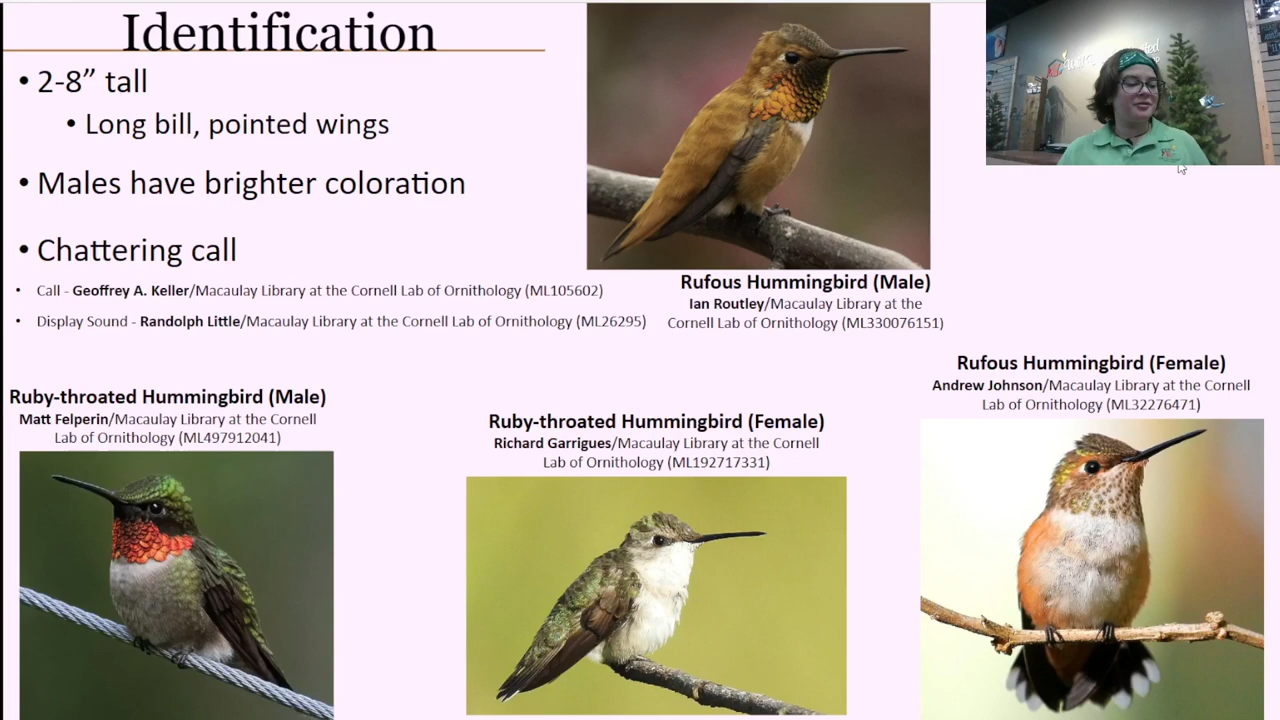 Identification
• 2-8” tall
• Long bill, pointed wings
• Males have brighter coloration
• Chattering call
• Call - Geoffrey A. Keller/Macaulay Library at the Cornell Lab of Ornithology (ML105602)
• Display Sound - Randolph Little/Macaulay Library at the Cornell Lab of Ornithology (ML26295)
Rufous Hummingbird (Male)
Ian Routley/Macaulay Library at the
Cornell Lab of Ornithology (ML330076151)
Ruby-throated Hummingbird (Male)
Matt Felperin/Macaulay Library at the Cornell
Lab of Ornithology (ML497912041)
Ruby-throated Hummingbird (Female)
Richard Garrigues/Macaulay Library at the Cornell
Lab of Ornithology (ML192717331)
Rufous Hummingbird (Female)
Andrew Johnson/Macaulay Library at the Cornell
Lab of Ornithology (ML32276471)